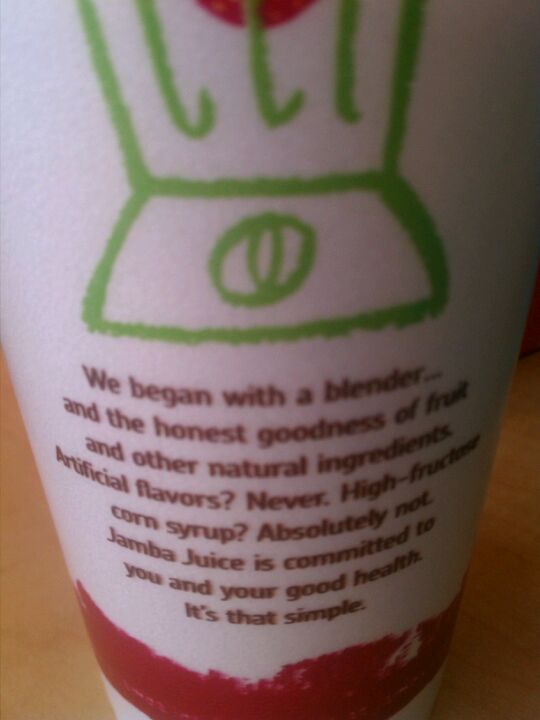 We began with a blender...
and the honest goodness of fruit
and other natural ingredients.
Artificial flavors? Never. High-fructose
corn syrup? Absolutely not.
Jamba Juice is committed to
you and your good health.
It's that simple.